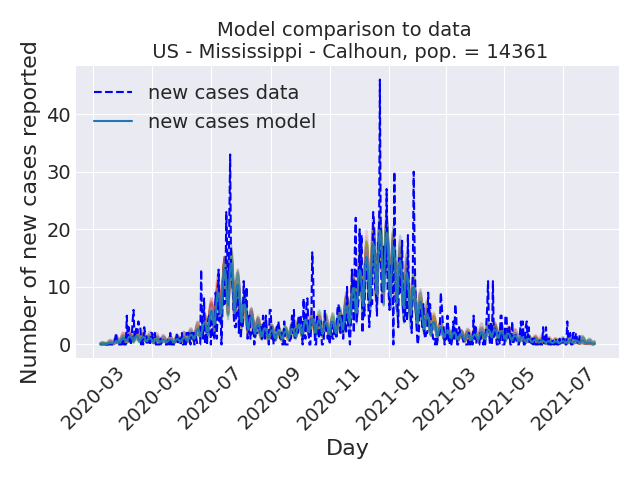 Model comparison to data
US - Mississippi - Calhoun, pop. = 14361
new cases data
new cases model
Number of new cases reported
40
30
20
10
0
2020-03
2020-05
2020-07
2020-09
2020-11
2021-01
2021-03
2021-05
2021-07
Day